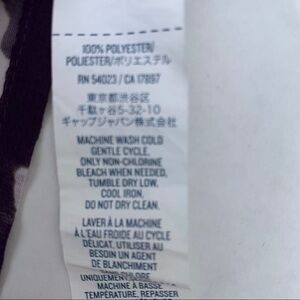 100% POLYESTER/
POLIESTER/ポリエステル
RN 54023 / CA 17897
東京都渋谷区
千駄ヶ谷5-32-10
ギャップジャパン株式会社
MACHINE WASH COLD
GENTLE CYCLE,
ONLY NON-CHLORINE
BLEACH WHEN NEEDED,
TUMBLE DRY LOW,
COOL IRON,
DO NOT DRY CLEAN.
LAVER À LA MACHINE
À L'EAU FROIDE AU CYCLE
DÉLICAT, UTILISER AU
BESOIN UN AGENT
DE BLANCHIMENT
SANS CHLORE
UNIQUEMENT
MACHINE À BASSE
TEMPÉRATURE, REPASSER